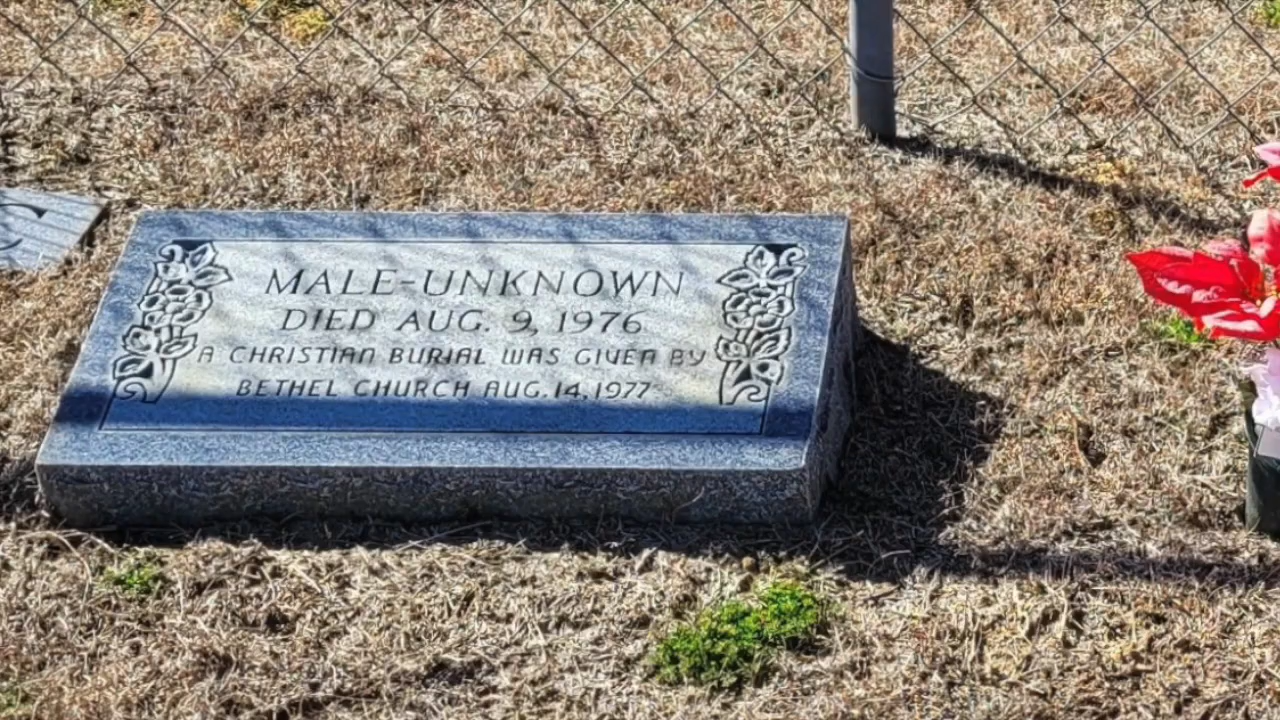 MALE-UNKNOWN
DIED AUG. 9, 1976
A CHRISTIAN BURIAL WAS GIVEN BY
BETHEL CHURCH AUG. 14, 1977